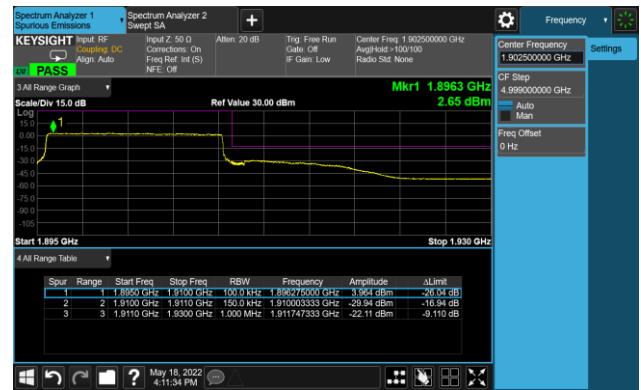 Spectrum Analyzer 1
Spurious Emissions
Spectrum Analyzer 2
Swept SA
Frequency
KEYSIGHT
Input: RF
Coupling: DC
Align: Auto
Input Z: 50 Ω
Corrections: On
Freq Ref: Int (S)
NFE: Off
Atten: 20 dB
Trig: Free Run
Gate: Off
IF Gain: Low
Center Freq: 1.902500000 GHz
Avg|Hold:>100/100
Radio Std: None
PASS
Center Frequency
1.902500000 GHz
Settings
CF Step
4.999000000 GHz
Auto
Man
Freq Offset
0 Hz
3 All Range Graph
Mkr1 1.8963 GHz
Scale/Div 15.0 dB
Ref Value 30.00 dBm
2.65 dBm
Log
1
15.0
0.00
-15.0
-30.0
-45.0
-60.0
-75.0
-90.0
-105
Start 1.895 GHz
Stop 1.930 GHz
4 All Range Table
Spur Range Start Freq Stop Freq RBW Frequency Amplitude ΔLimit
1 1 1.8950 GHz 1.9100 GHz 100.0 kHz 1.896275000 GHz 3.964 dBm -26.04 dB
2 2 1.9100 GHz 1.9110 GHz 150.0 kHz 1.910003333 GHz -29.94 dBm -16.94 dB
3 3 1.9110 GHz 1.9300 GHz 1.000 MHz 1.911747333 GHz -22.11 dBm -9.110 dB
?
May 18, 2022
4:11:34 PM